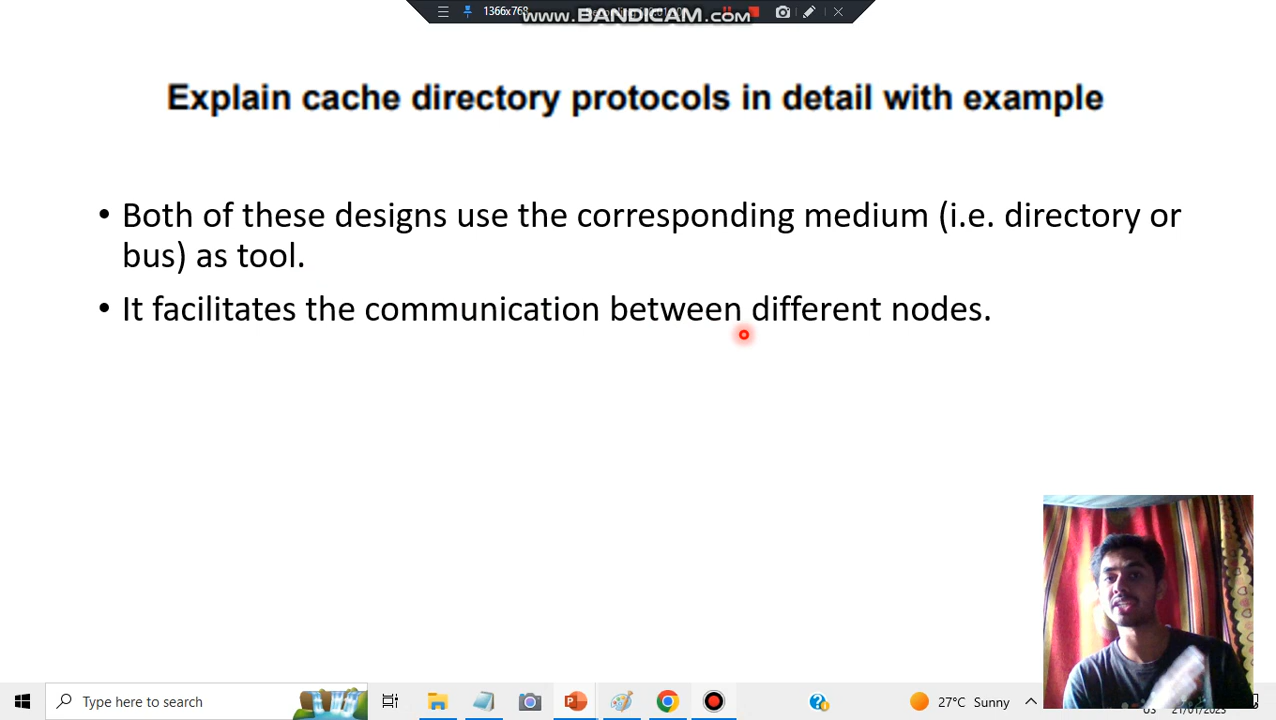 1366x768
www.BANDICAM.com
Explain cache directory protocols in detail with example
• Both of these designs use the corresponding medium (i.e. directory or
bus) as tool.
• It facilitates the communication between different nodes.
Type here to search
27°C Sunny